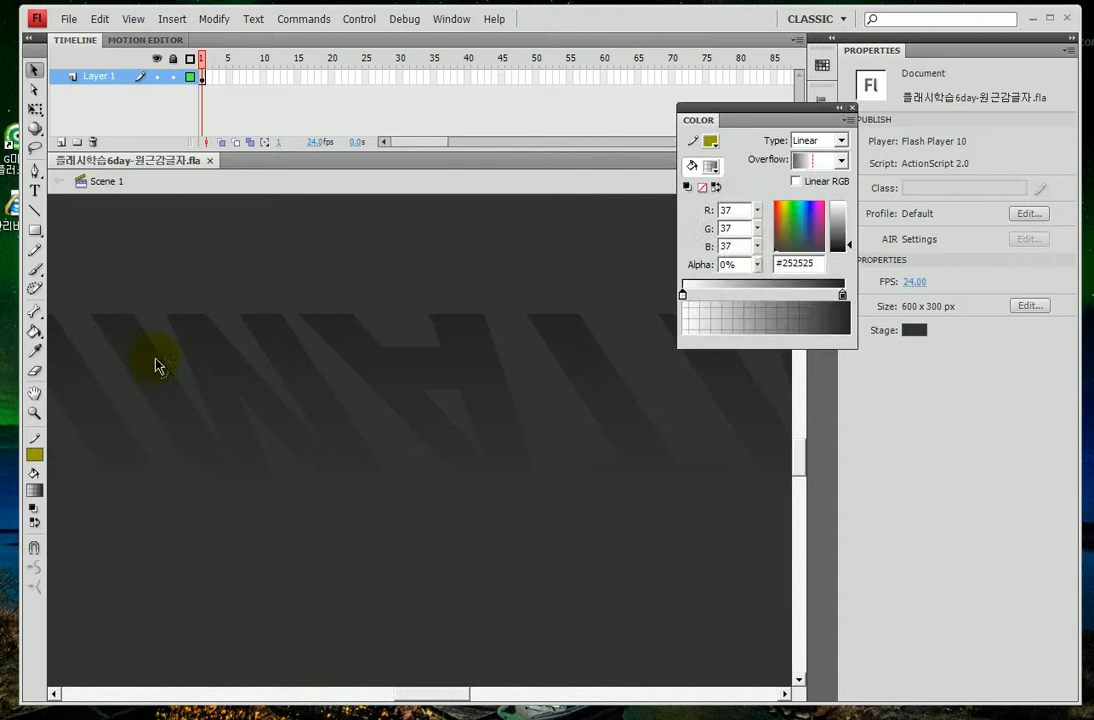 Fl File Edit View Insert Modify Text Commands Control Debug Window Help CLASSIC
TIMELINE MOTION EDITOR
1 5 10 15 20 25 30 35 40 45 50 55 60 65 70 75 80 85
Layer 1
1 24.0fps 0.0s
플래시학습6day-원근감글자.fla
Scene 1
COLOR
Type: Linear
Overflow:
Linear RGB
R: 37
G: 37
B: 37
Alpha: 0% #252525
PROPERTIES
Fl Document
플래시학습6day-원근감글자.fla
PUBLISH
Player: Flash Player 10
Script: ActionScript 2.0
Class:
Profile: Default Edit...
AIR Settings Edit...
PROPERTIES
FPS: 24.00
Size: 600 x 300 px Edit...
Stage: